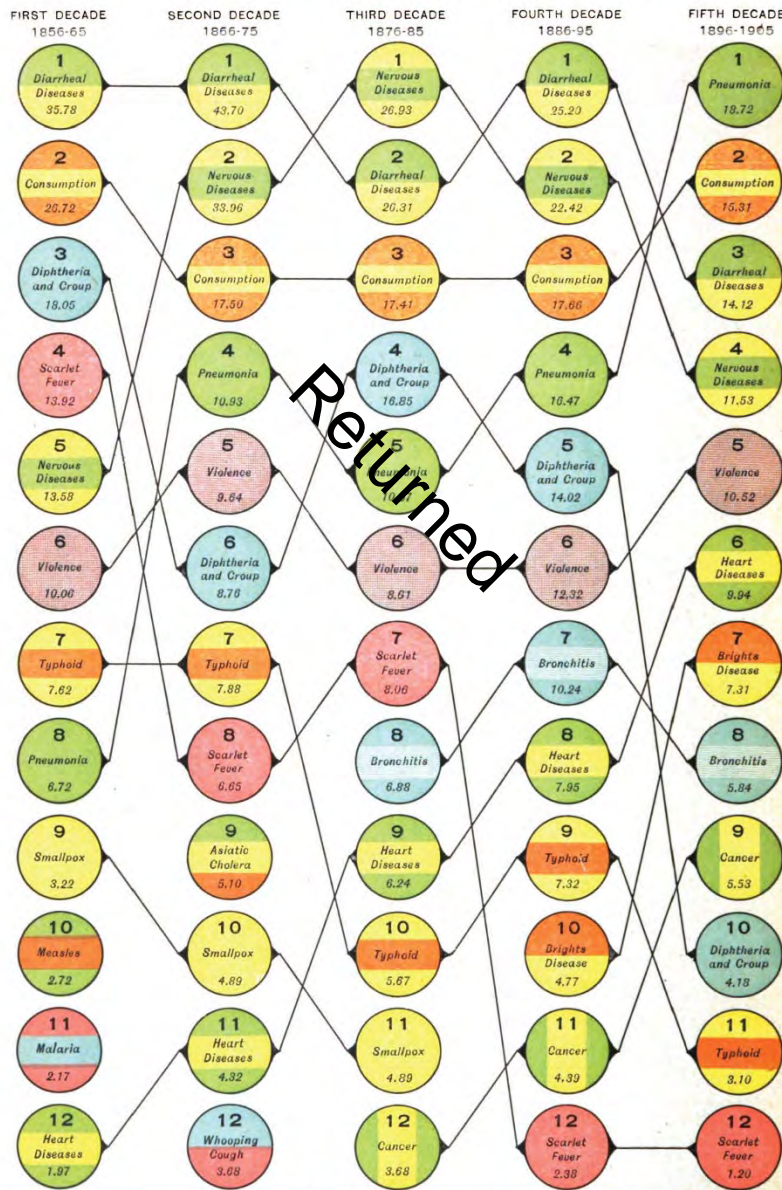 FIRST DECADE
1856-65
1
Diarrheal
Diseases
35.78
2
Consumption
26.72
3
Diphtheria
and Croup
18.05
4
Scarlet
Fever
13.92
5
Nervous
Diseases
13.58
6
Violence
10.06
7
Typhoid
7.62
8
Pneumonia
6.72
9
Smallpox
3.22
10
Measles
2.72
11
Malaria
2.17
12
Heart
Diseases
1.97
SECOND DECADE
1866-75
1
Diarrheal
Diseases
43.70
2
Nervous
Diseases
33.96
3
Consumption
17.50
4
Pneumonia
10.93
5
Violence
9.64
6
Diphtheria
and Croup
8.76
7
Typhoid
7.88
8
Scarlet
Fever
6.65
9
Asiatic
Cholera
5.10
10
Smallpox
4.89
11
Heart
Diseases
4.32
12
Whooping
Cough
3.68
THIRD DECADE
1876-85
1
Nervous
Diseases
26.93
2
Diarrheal
Diseases
26.31
3
Consumption
17.41
4
Diphtheria
and Croup
16.85
5
Pneumonia
6
Violence
8.61
7
Scarlet
Fever
8.06
8
Bronchitis
6.88
9
Heart
Diseases
6.24
10
Typhoid
5.67
11
Smallpox
4.89
12
Cancer
3.68
FOURTH DECADE
1886-95
1
Diarrheal
Diseases
25.20
2
Nervous
Diseases
22.42
3
Consumption
17.66
4
Pneumonia
16.47
5
Diphtheria
and Croup
14.02
6
Violence
12.32
7
Bronchitis
10.24
8
Heart
Diseases
7.95
9
Typhoid
7.32
10
Brights
Disease
4.77
11
Cancer
4.39
12
Scarlet
Fever
2.38
FIFTH DECADE
1896-1905
1
Pneumonia
18.72
2
Consumption
15.31
3
Diarrheal
Diseases
14.12
4
Nervous
Diseases
11.53
5
Violence
10.52
6
Heart
Diseases
9.94
7
Brights
Disease
7.31
8
Bronchitis
5.84
9
Cancer
5.53
10
Diphtheria
and Croup
4.18
11
Typhoid
3.10
12
Scarlet
Fever
1.20
Returned